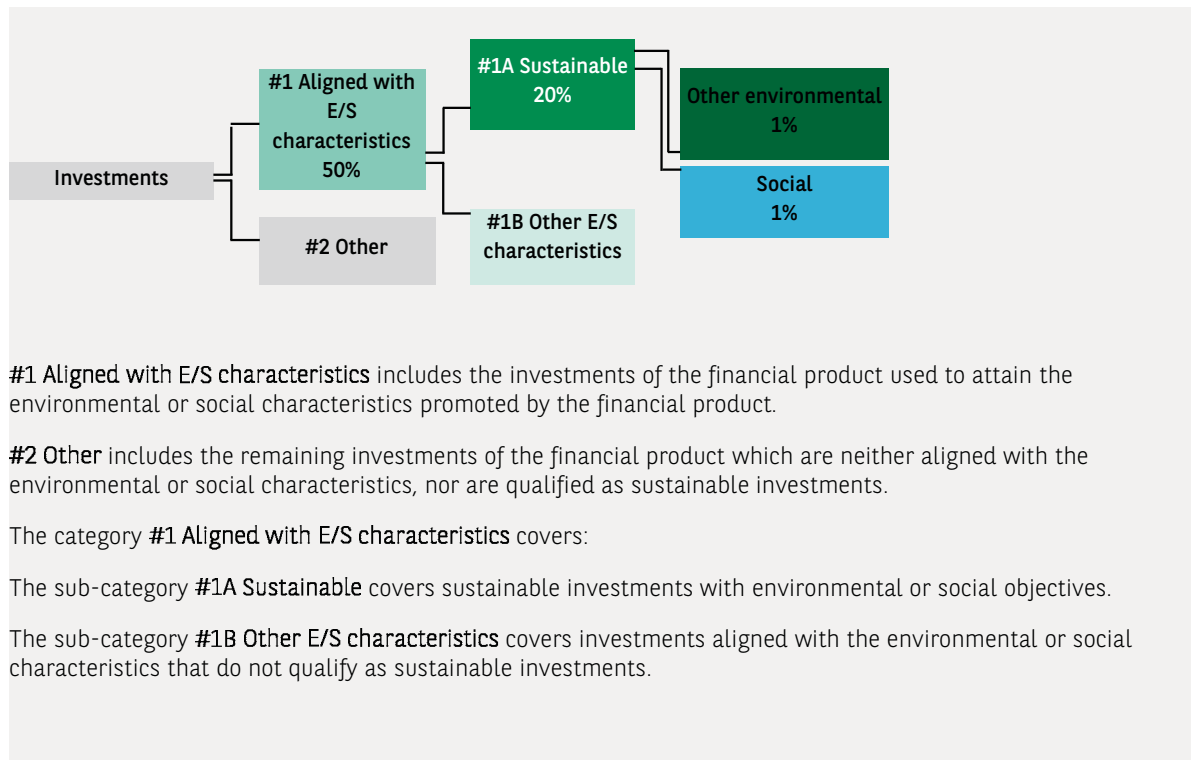 Investments
#1 Aligned with
E/S
characteristics
50%
#2 Other
#1A Sustainable
20%
#1B Other E/S
characteristics
Other environmental
1%
Social
1%
#1 Aligned with E/S characteristics includes the investments of the financial product used to attain the
environmental or social characteristics promoted by the financial product.
#2 Other includes the remaining investments of the financial product which are neither aligned with the
environmental or social characteristics, nor are qualified as sustainable investments.
The category #1 Aligned with E/S characteristics covers:
The sub-category #1A Sustainable covers sustainable investments with environmental or social objectives.
The sub-category #1B Other E/S characteristics covers investments aligned with the environmental or social
characteristics that do not qualify as sustainable investments.